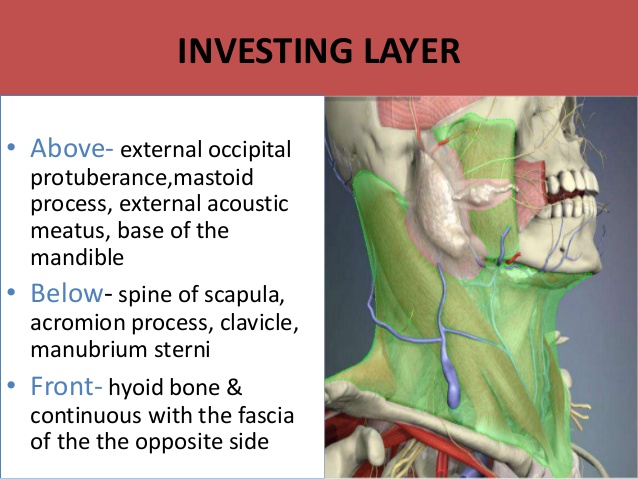 INVESTING LAYER
• Above- external occipital
protuberance,mastoid
process, external acoustic
meatus, base of the
mandible
• Below- spine of scapula,
acromion process, clavicle,
manubrium sterni
• Front- hyoid bone &
continuous with the fascia
of the the opposite side